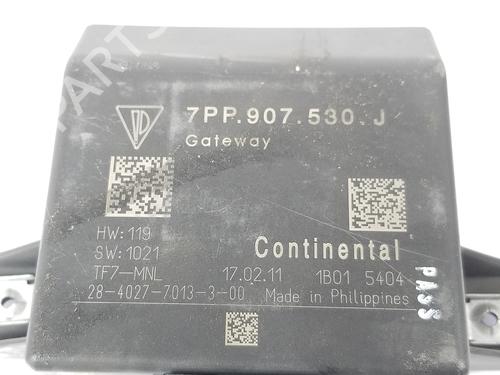 7PP.907.530.J
Gateway
HW:119
SW:1021
Continental
TF7-MNL 17.02.11 1B01 5404
28-4027-7013-3-00 Made in Philippines
PASS